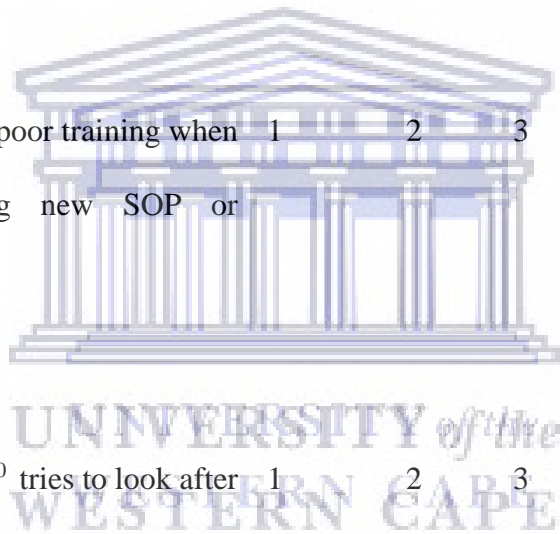 poor training when 1 2 3
g new SOP or
UNIVERSITY of the
0 tries to look after 1 2 3
WESTERN CAPE